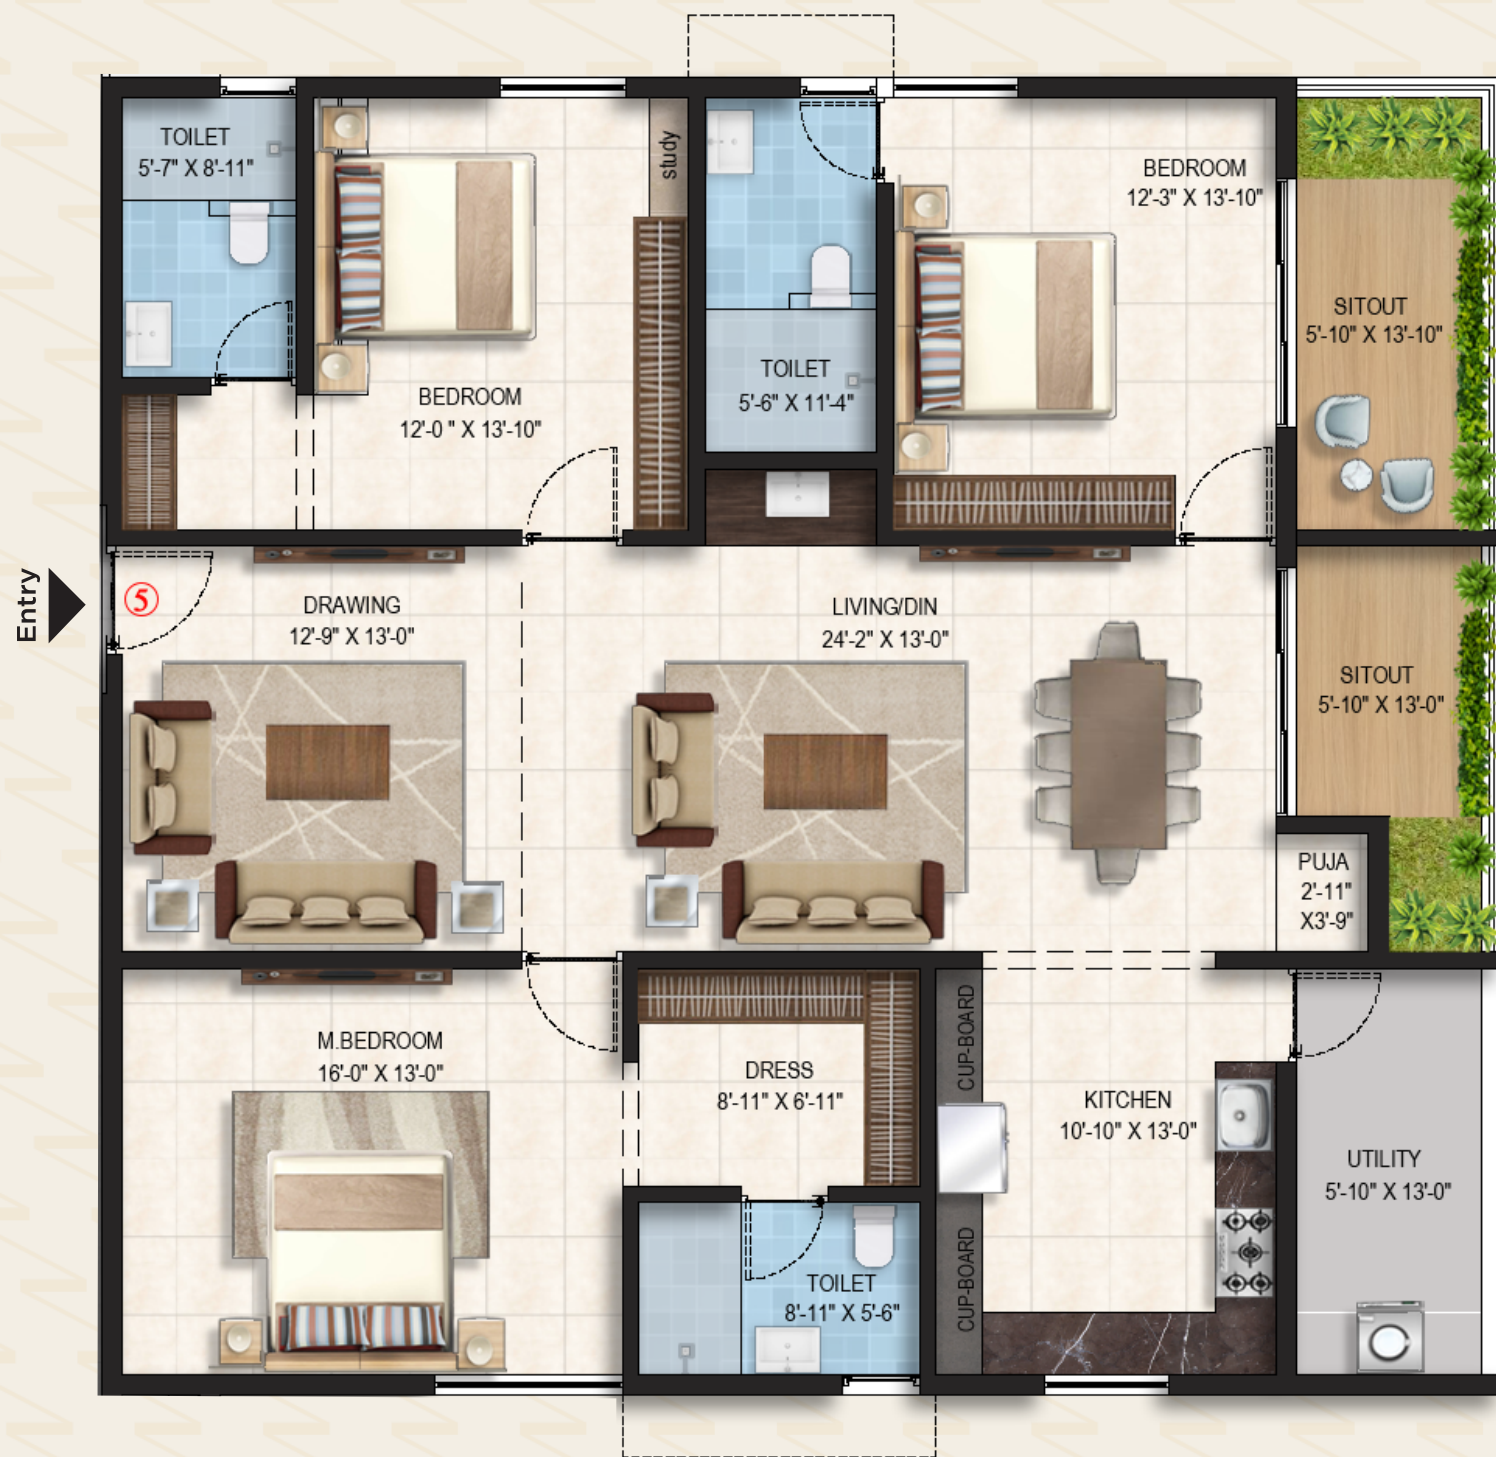 TOILET
5'-7" X 8'-11"
study
BEDROOM
12'-0 " X 13'-10"
TOILET
5'-6" X 11'-4"
BEDROOM
12'-3" X 13'-10"
SITOUT
5'-10" X 13'-10"
Entry
5
DRAWING
12'-9" X 13'-0"
LIVING/DIN
24'-2" X 13'-0"
SITOUT
5'-10" X 13'-0"
PUJA
2'-11"
X3'-9"
M.BEDROOM
16'-0" X 13'-0"
DRESS
8'-11" X 6'-11"
CUP-BOARD
KITCHEN
10'-10" X 13'-0"
UTILITY
5'-10" X 13'-0"
TOILET
8'-11" X 5'-6"
CUP-BOARD